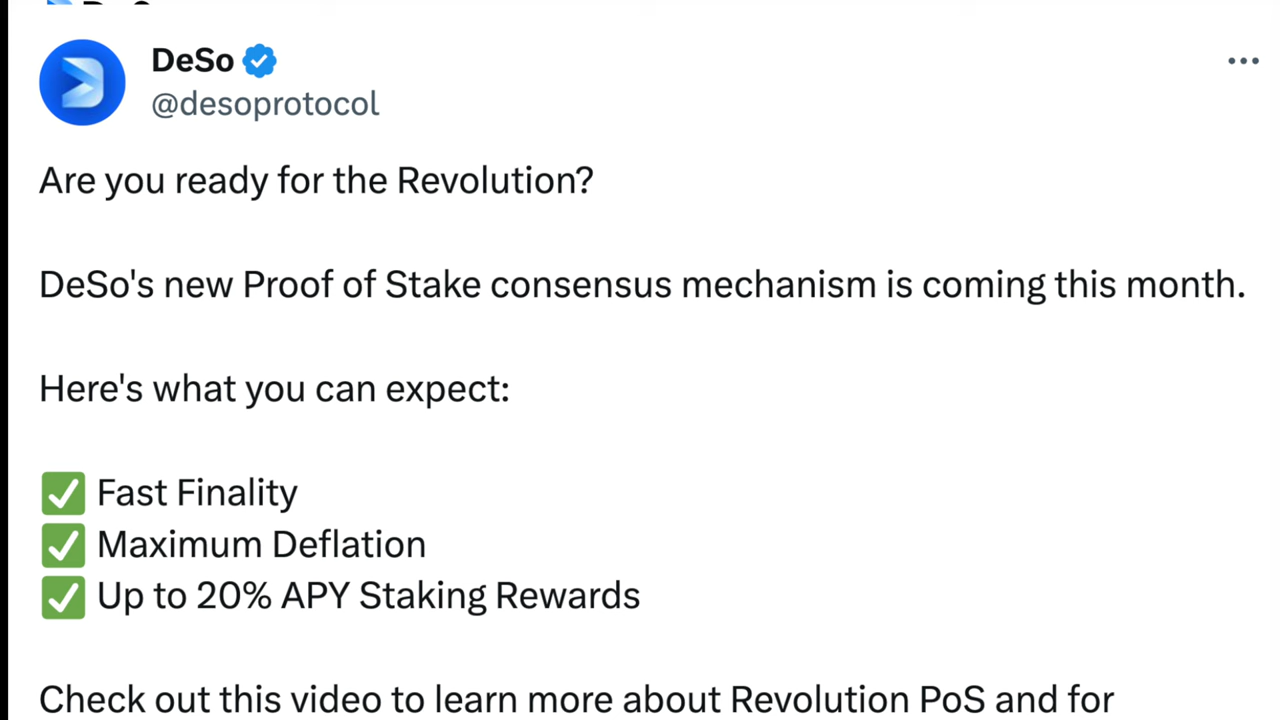 DeSo
@desoprotocol
Are you ready for the Revolution?
DeSo's new Proof of Stake consensus mechanism is coming this month.
Here's what you can expect:
Fast Finality
Maximum Deflation
Up to 20% APY Staking Rewards
Check out this video to learn more about Revolution PoS and for